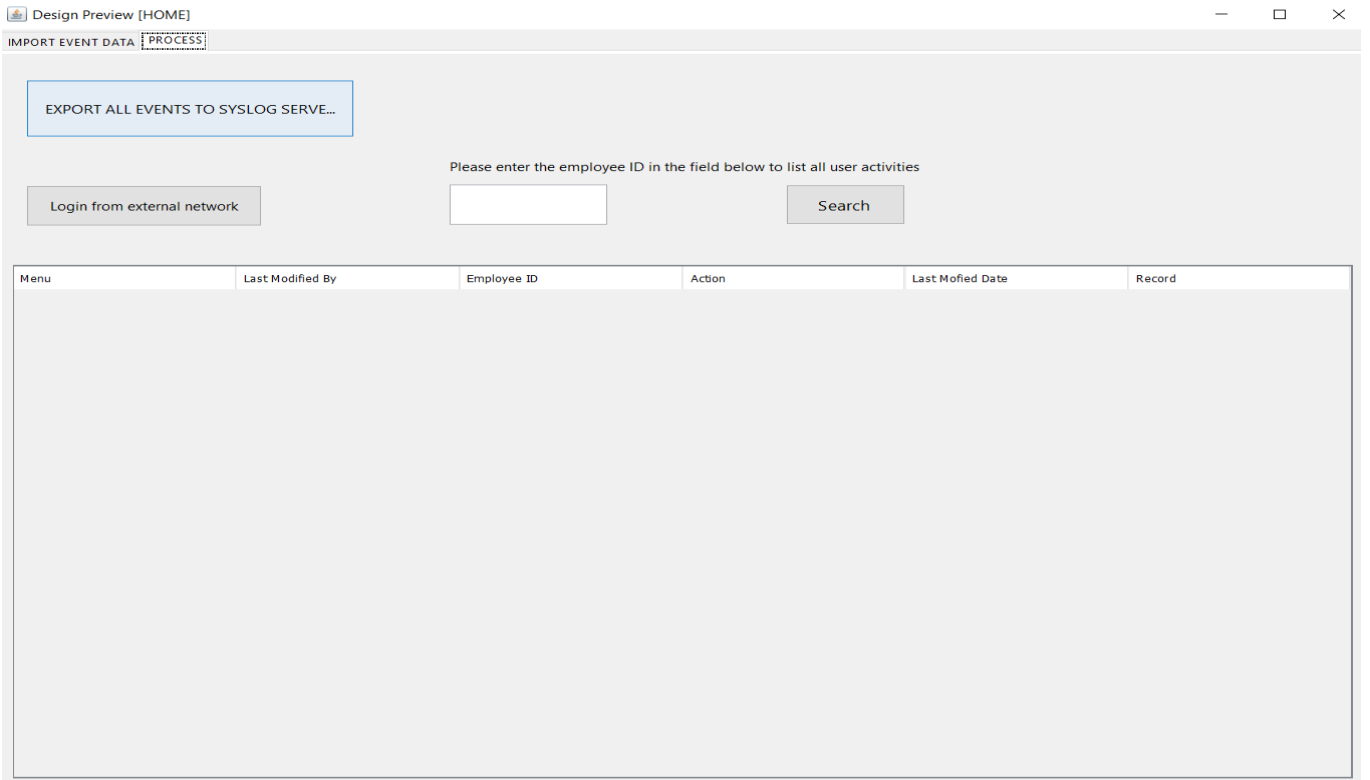 Design Preview [HOME]
IMPORT EVENT DATA PROCESS
EXPORT ALL EVENTS TO SYSLOG SERVE...
Please enter the employee ID in the field below to list all user activities
Login from external network Search
Menu Last Modified By Employee ID Action Last Mofied Date Record